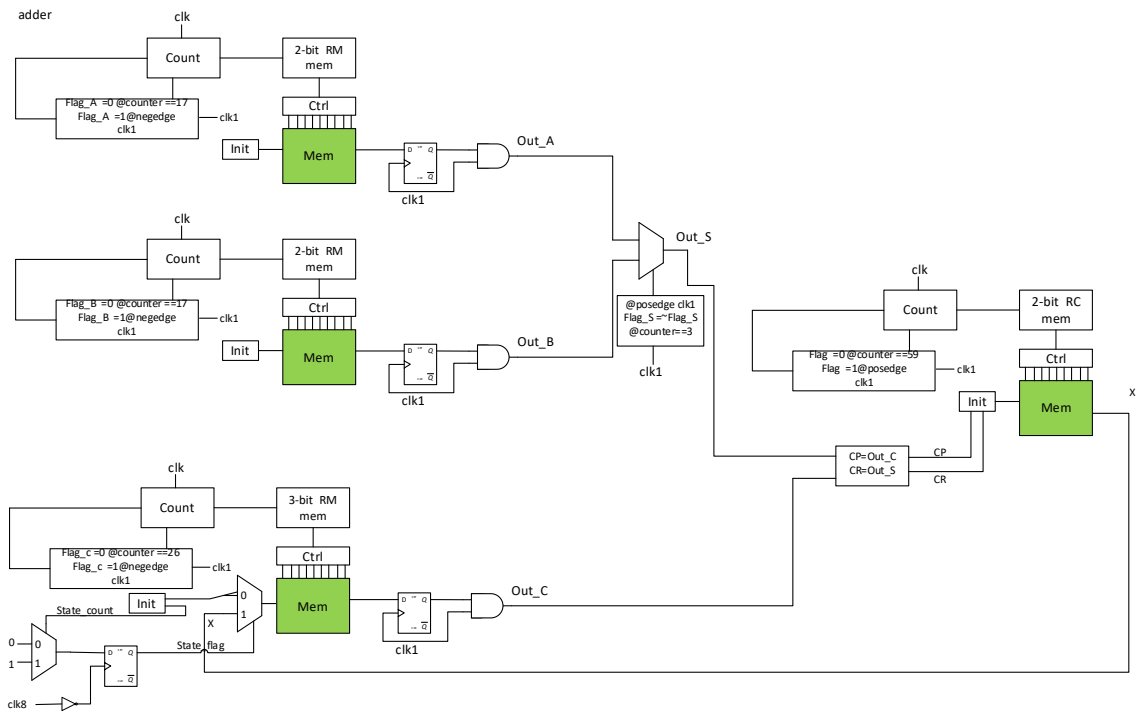 adder
clk
Count
2-bit RM
mem
Flag_A =0 @counter ==17
Flag_A =1@negedge
clk1
clk1
Ctrl
Init
Mem
D
Q
Q
clk1
Out_A
clk
Count
2-bit RM
mem
Flag_B =0 @counter ==17
Flag_B =1@negedge
clk1
clk1
Ctrl
Init
Mem
D
Q
Q
clk1
Out_B
Out_S
@posedge clk1
Flag_S =~Flag_S
@counter==3
clk1
clk
Count
2-bit RC
mem
Flag =0 @counter ==59
Flag =1@posedge
clk1
clk1
Ctrl
Init
Mem
X
CP=Out_C
CR=Out_S
CP
CR
clk
Count
3-bit RM
mem
Flag_c =0 @counter ==26
Flag_c =1@negedge
clk1
clk1
Ctrl
Init
0
1
X
Mem
D
Q
Q
clk1
Out_C
State_count
0
0
1
1
D
Q
Q
State_flag
clk8